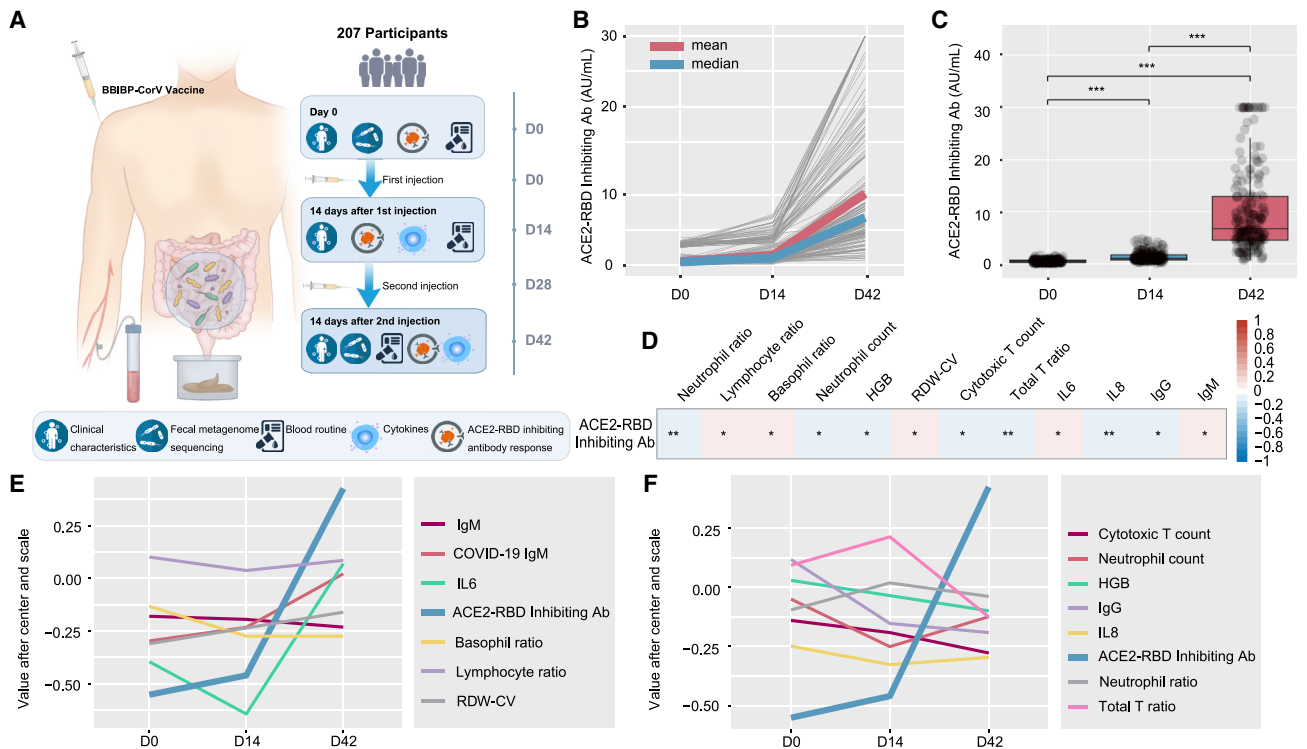 A
207 Participants
BBIBP-CorV Vaccine
Day 0
D0
First injection
D0
14 days after 1st injection
D14
Second injection
D28
14 days after 2nd injection
D42
Clinical
characteristics
Fecal metagenome
sequencing
Blood routine
Cytokines
ACE2-RBD inhibiting
antibody response
B
ACE2-RBD Inhibiting Ab (AU/mL)
30
20
10
0
mean
median
D0
D14
D42
C
ACE2-RBD Inhibiting Ab (AU/mL)
40
30
20
10
0
***
***
***
D0
D14
D42
D
Neutrophil ratio
Lymphocyte ratio
Basophil ratio
Neutrophil count
HGB
RDW-CV
Cytotoxic T count
Total T ratio
IL6
IL8
IgG
IgM
ACE2-RBD
Inhibiting Ab
** * * * * * ** * ** * *
1
0.8
0.6
0.4
0.2
0
−0.2
−0.4
−0.6
−0.8
−1
E
Value after center and scale
0.25
0.00
−0.25
−0.50
D0
D14
D42
IgM
COVID-19 IgM
IL6
ACE2-RBD Inhibiting Ab
Basophil ratio
Lymphocyte ratio
RDW-CV
F
Value after center and scale
0.25
0.00
−0.25
−0.50
D0
D14
D42
Cytotoxic T count
Neutrophil count
HGB
IgG
IL8
ACE2-RBD Inhibiting Ab
Neutrophil ratio
Total T ratio